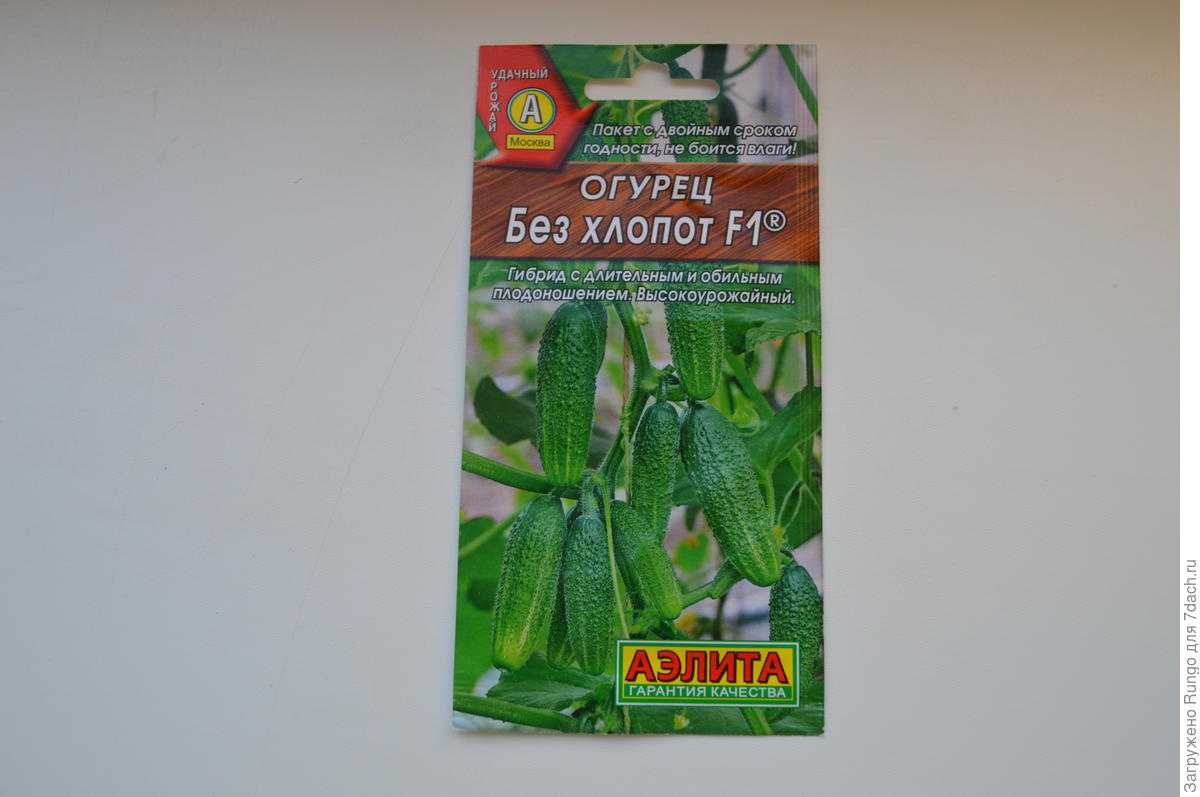 УДАЧНЫЙ
УРОЖАЙ
А
Москва
Пакет с двойным сроком
годности, не боится влаги!
ОГУРЕЦ
Без хлопот F1®
Гибрид с длительным и обильным
плодоношением. Высокоурожайный.
АЭЛИТА
ГАРАНТИЯ КАЧЕСТВА
Загружено Rungo для 7dach.ru